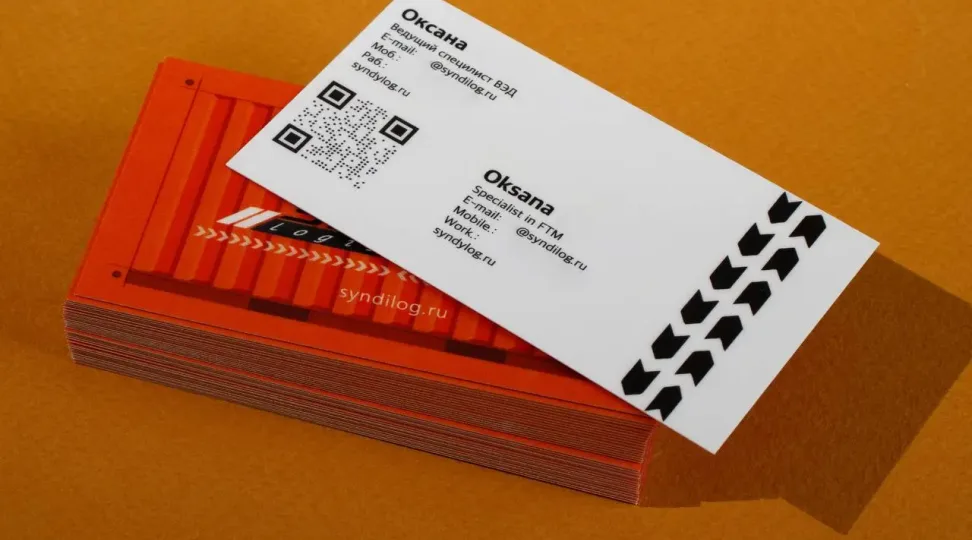 Оксана
Ведущий специлист ВЭД
E-mail: @syndilog.ru
Моб.:
Раб.:
syndylog.ru
Oksana
Specialist in FTM
E-mail: @syndilog.ru
Mobile.:
Work.:
syndylog.ru
syndilog.ru